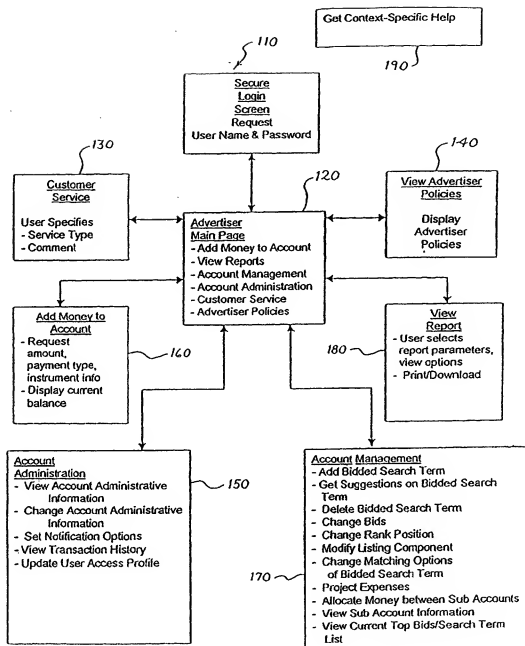 Get Context-Specific Help
190
110
Secure
Login
Screen
Request
User Name & Password
130
Customer
Service
User Specifies
- Service Type
- Comment
120
Advertiser
Main Page
- Add Money to Account
- View Reports
- Account Management
- Account Administration
- Customer Service
- Advertiser Policies
140
View Advertiser
Policies
Display
Advertiser
Policies
Add Money to
Account
- Request
amount,
payment type,
instrument info
- Display current
balance
160
View
Report
- User selects
report parameters,
view options
- Print/Download
180
Account
Administration
- View Account Administrative
Information
- Change Account Administrative
Information
- Set Notification Options
- View Transaction History
- Update User Access Profile
150
Account Management
- Add Bidded Search Term
- Get Suggestions on Bidded Search
Term
- Delete Bidded Search Term
- Change Bids
- Change Rank Position
- Modify Listing Component
- Change Matching Options
of Bidded Search Term
- Project Expenses
- Allocate Money between Sub Accounts
- View Sub Account Information
- View Current Top Bids/Search Term
List
170